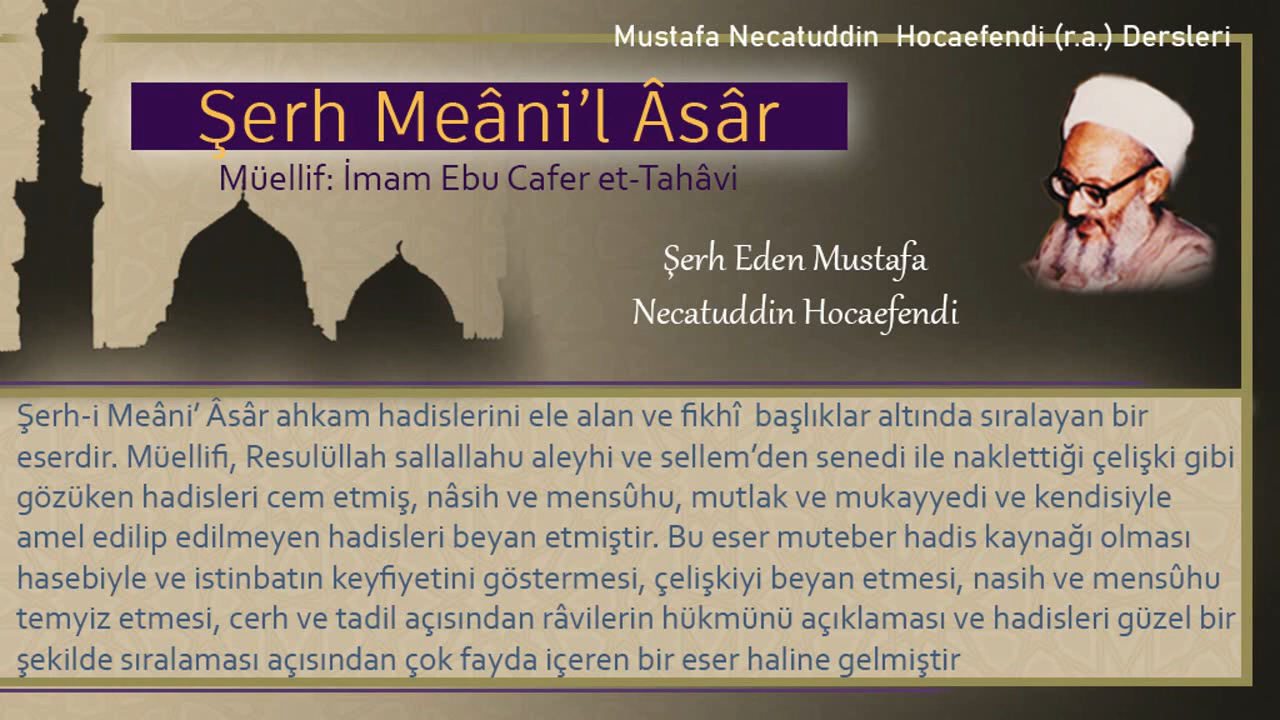 Mustafa Necatuddin Hocaefendi (r.a.) Dersleri
Şerh Meâni’l Âsâr
Müellif: İmam Ebu Cafer et-Tahâvi
Şerh Eden Mustafa
Necatuddin Hocaefendi
Şerh-i Meâni’ Âsâr ahkam hadislerini ele alan ve fikhî başlıklar altında sıralayan bir
eserdir. Müellifi, Resulüllah sallallahu aleyhi ve sellem’den senedi ile naklettiği çelişki gibi
gözüken hadisleri cem etmiş, nâsih ve mensûhu, mutlak ve mukayyedi ve kendisiyle
amel edilip edilmeyen hadisleri beyan etmiştir. Bu eser muteber hadis kaynağı olması
hasebiyle ve istinbatın keyfiyetini göstermesi, çelişkiyi beyan etmesi, nasih ve mensûhu
temyiz etmesi, cerh ve tadil açısından râvilerin hükmünü açıklaması ve hadisleri güzel bir
şekilde sıralaması açısından çok fayda içeren bir eser haline gelmiştir